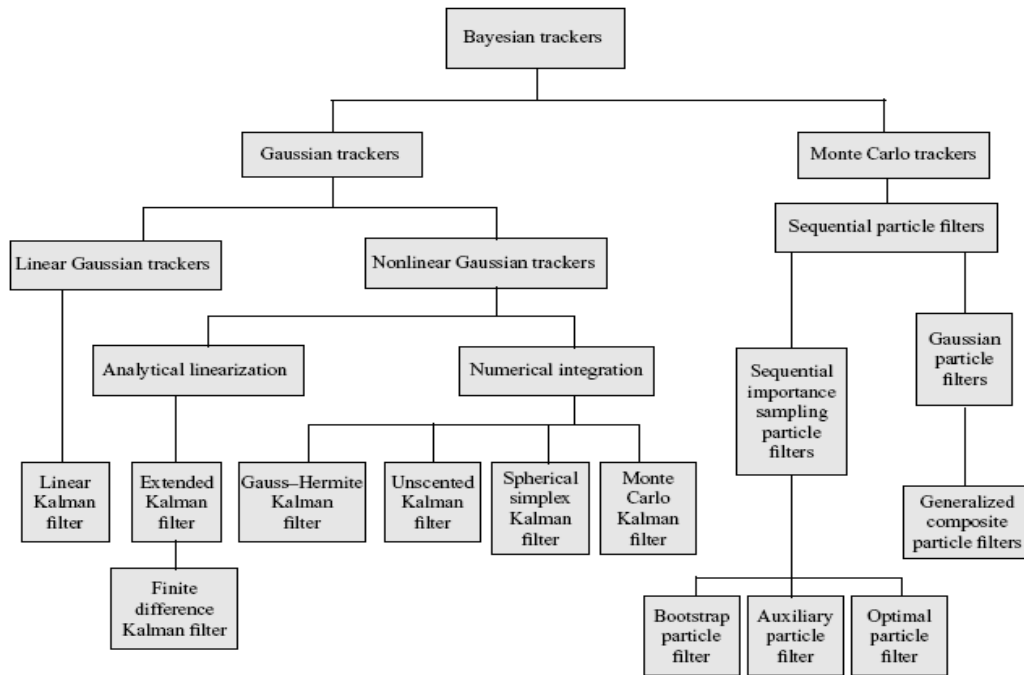 Bayesian trackers
Gaussian trackers
Monte Carlo trackers
Sequential particle filters
Linear Gaussian trackers
Nonlinear Gaussian trackers
Analytical linearization
Numerical integration
Sequential
importance
sampling
particle
filters
Gaussian
particle
filters
Linear
Kalman
filter
Extended
Kalman
filter
Gauss–Hermite
Kalman
filter
Unscented
Kalman
filter
Spherical
simplex
Kalman
filter
Monte
Carlo
Kalman
filter
Generalized
composite
particle filters
Finite
difference
Kalman filter
Bootstrap
particle
filter
Auxiliary
particle
filter
Optimal
particle
filter